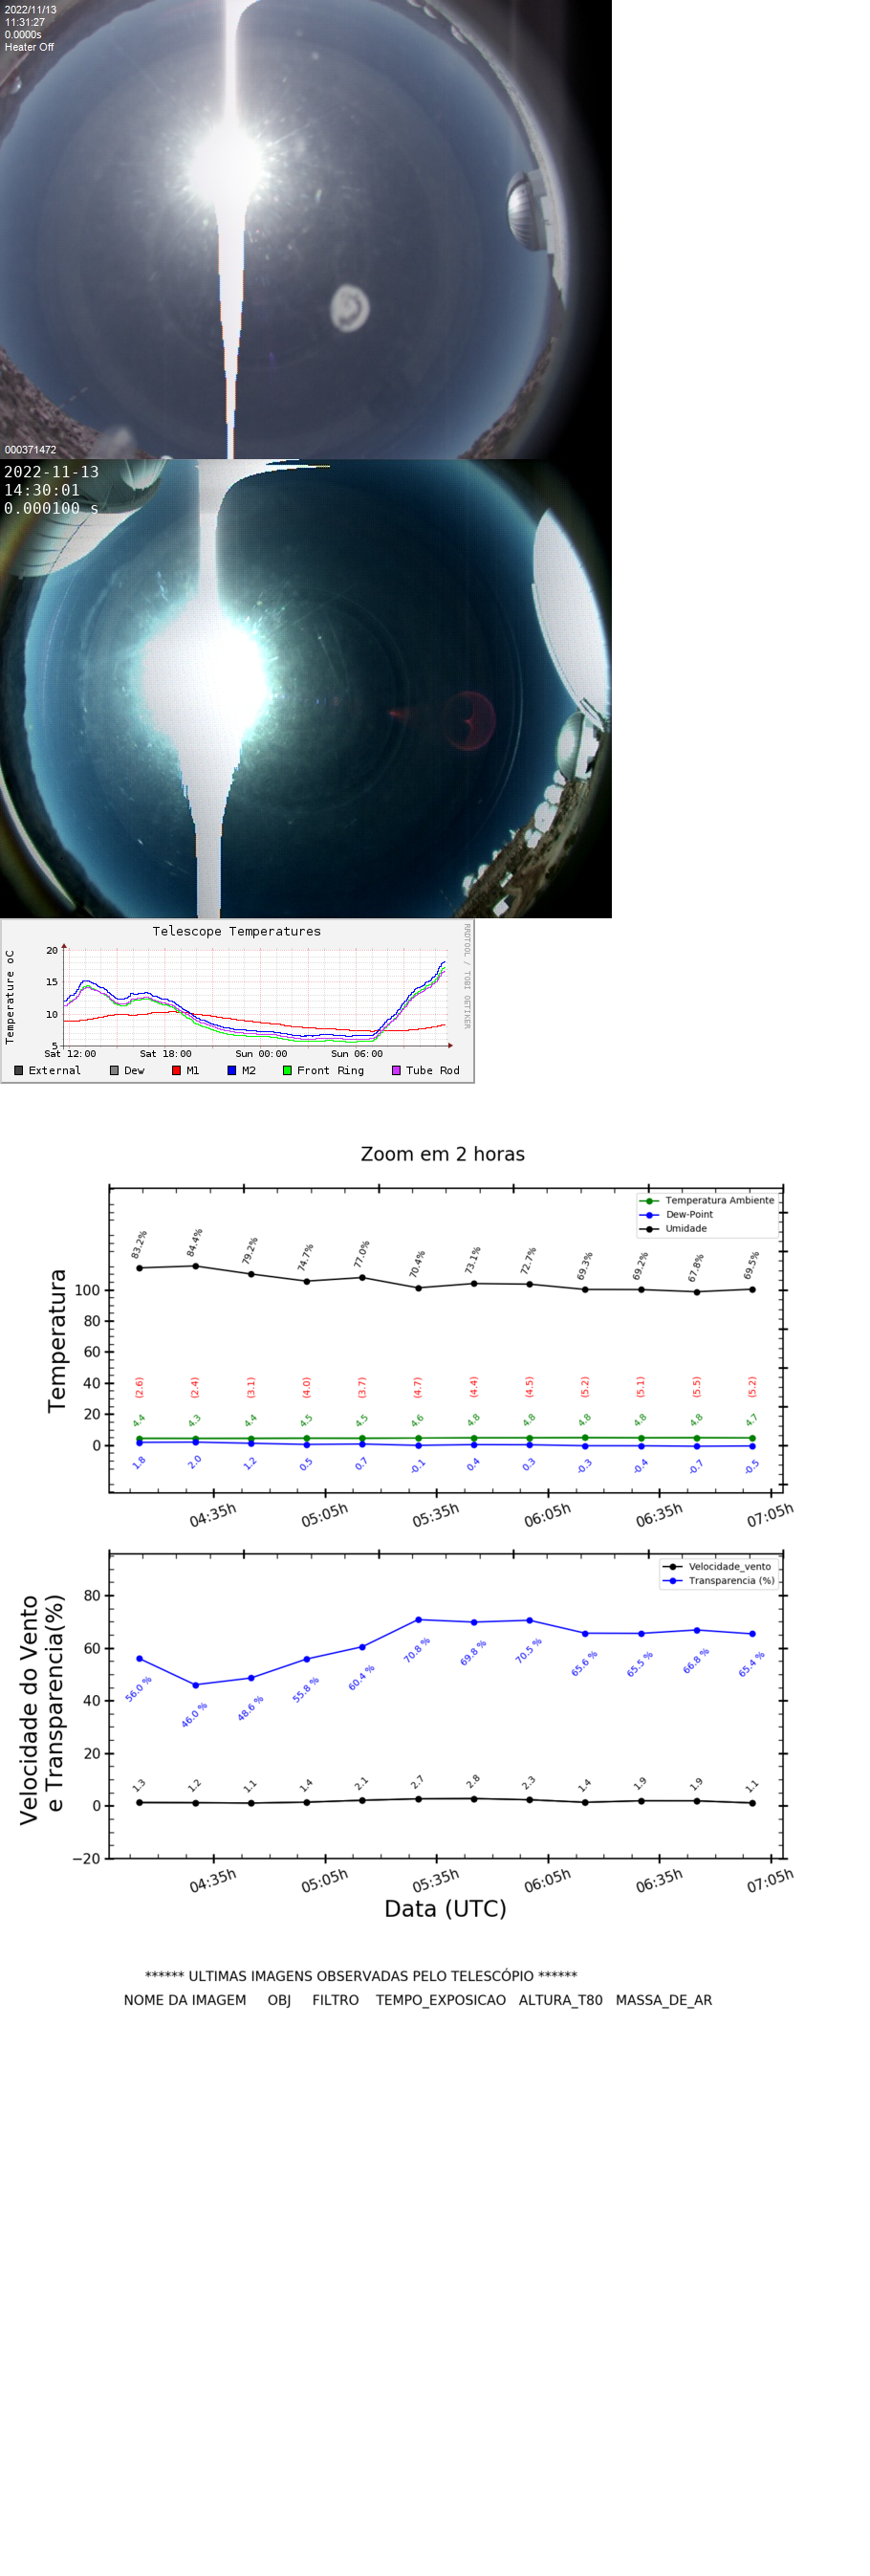 2022/11/13
11:31:27
0.0000s
Heater Off
000371472
2022-11-13
14:30:01
0.000100 s
Telescope Temperatures
RRDTOOL / TOBI OETIKER
Temperature oC
20
15
10
5
Sat 12:00 Sat 18:00 Sun 00:00 Sun 06:00
External Dew M1 M2 Front Ring Tube Rod
Zoom em 2 horas
Temperatura Ambiente
Dew-Point
Umidade
Temperatura
83.2% 84.4% 79.2% 74.7% 77.0% 70.4% 73.1% 72.7% 69.3% 69.2% 67.8% 69.5%
100
80
60
40
20
0
(2.6) (2.4) (3.1) (4.0) (3.7) (4.7) (4.4) (4.5) (5.2) (5.1) (5.5) (5.2)
4.4 4.3 4.4 4.5 4.5 4.6 4.8 4.8 4.8 4.8 4.8 4.7
1.8 2.0 1.2 0.5 0.7 -0.1 0.4 0.3 -0.3 -0.4 -0.7 -0.5
04:35h 05:05h 05:35h 06:05h 06:35h 07:05h
Velocidade_vento
Transparencia (%)
Velocidade do Vento
e Transparencia(%)
80
60
40
20
0
−20
56.0 % 46.0 % 48.6 % 55.8 % 60.4 % 70.8 % 69.8 % 70.5 % 65.6 % 65.5 % 66.8 % 65.4 %
1.3 1.2 1.1 1.4 2.1 2.7 2.8 2.3 1.4 1.9 1.9 1.1
04:35h 05:05h 05:35h 06:05h 06:35h 07:05h
Data (UTC)
****** ULTIMAS IMAGENS OBSERVADAS PELO TELESCÓPIO ******
NOME DA IMAGEM OBJ FILTRO TEMPO_EXPOSICAO ALTURA_T80 MASSA_DE_AR